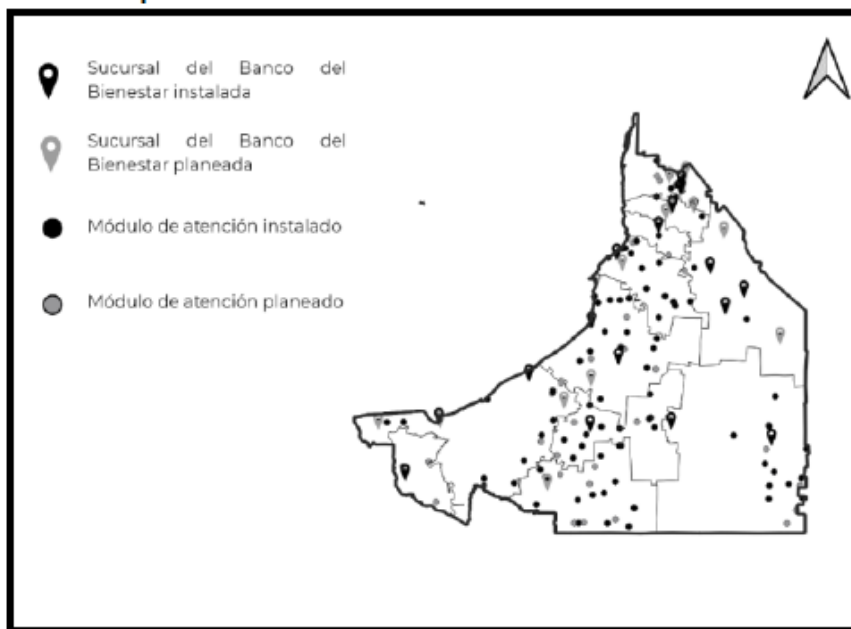 Sucursal del Banco del
Bienestar instalada
Sucursal del Banco del
Bienestar planeada
Módulo de atención instalado
Módulo de atención planeado